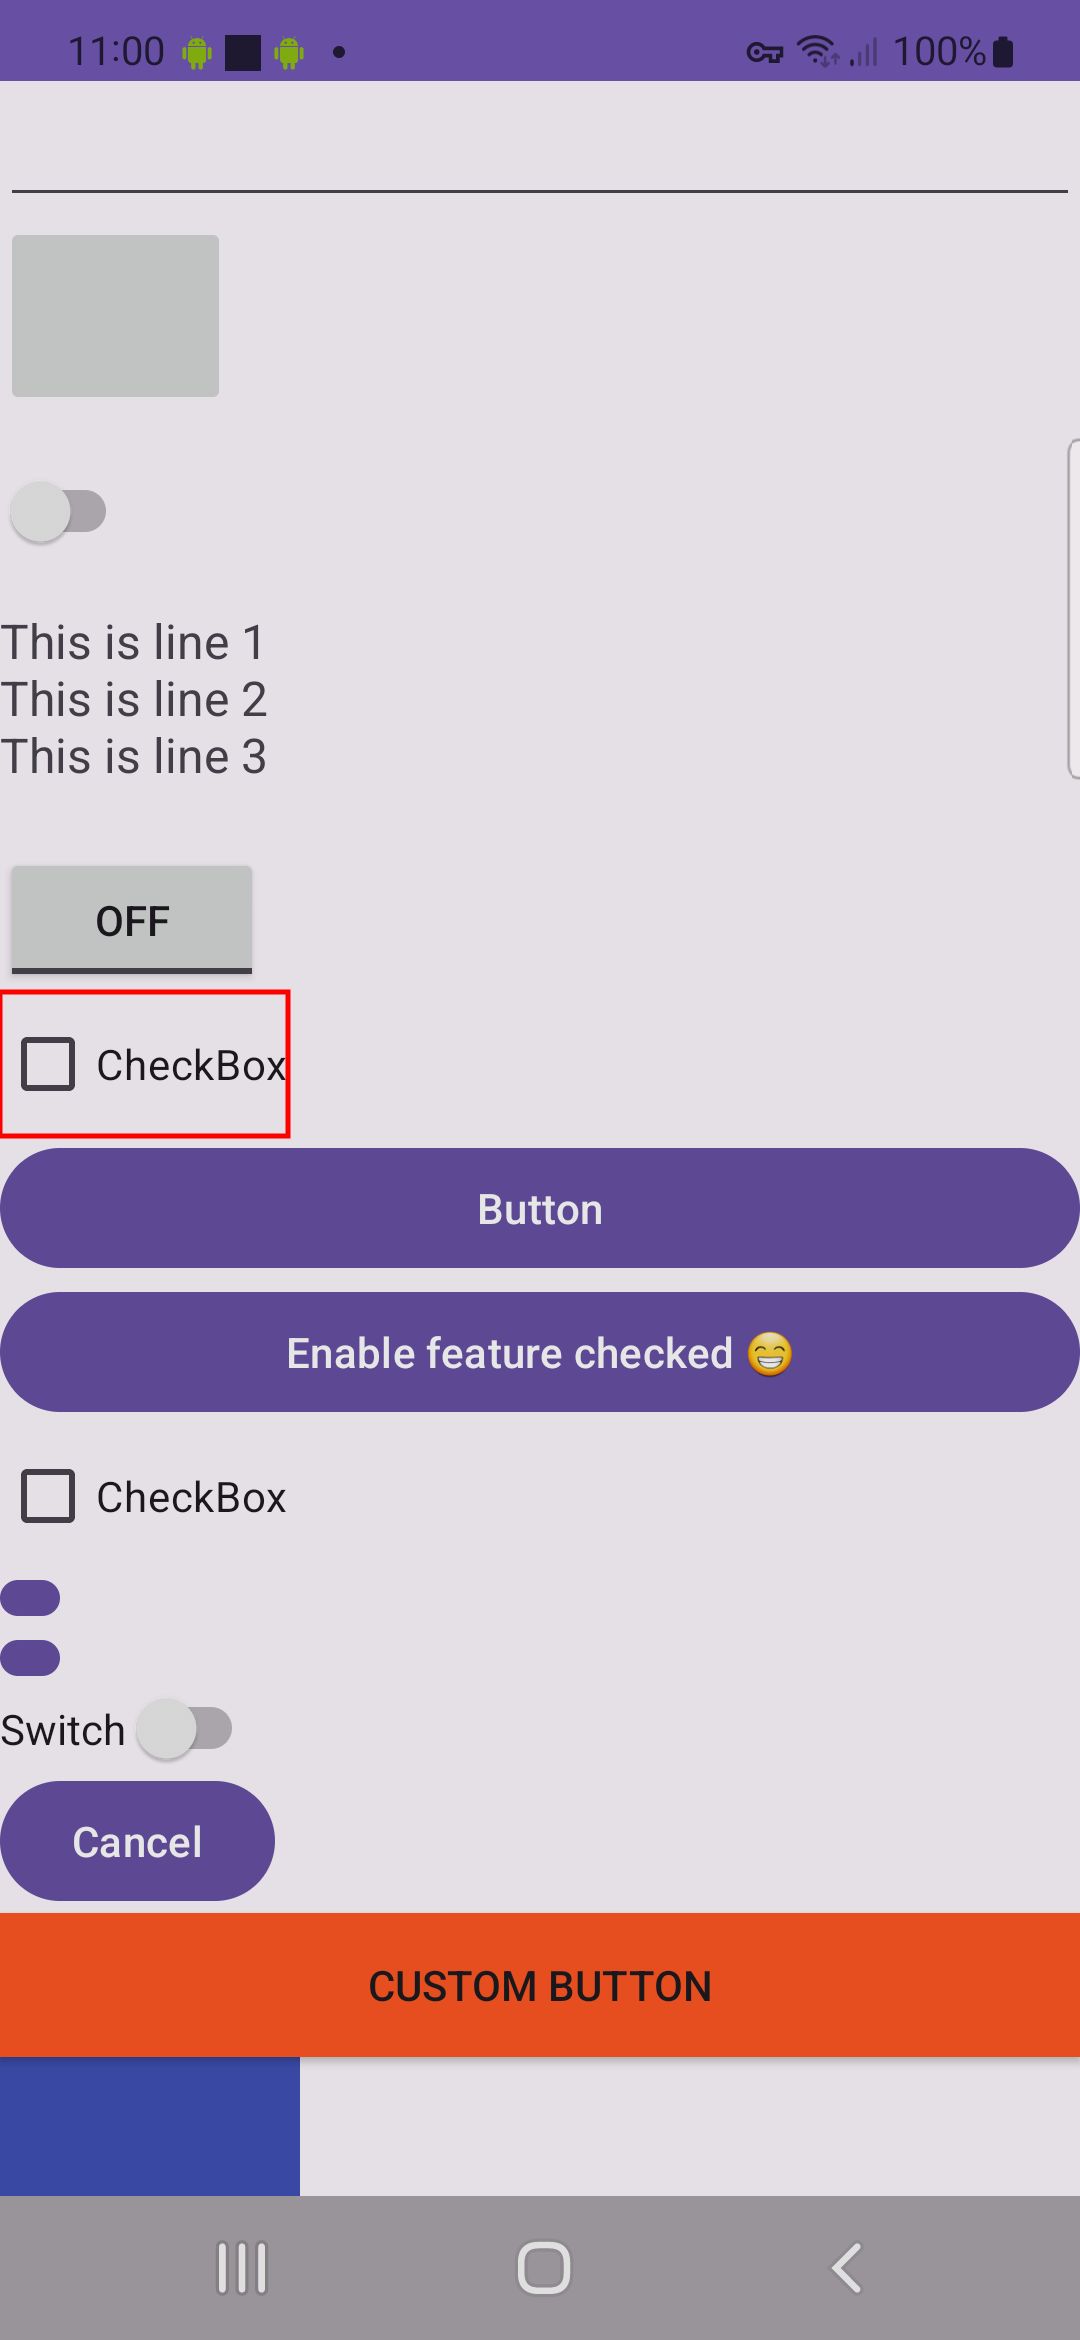 11:00
100%
This is line 1
This is line 2
This is line 3
OFF
CheckBox
Button
Enable feature checked 😁
CheckBox
Switch
Cancel
CUSTOM BUTTON